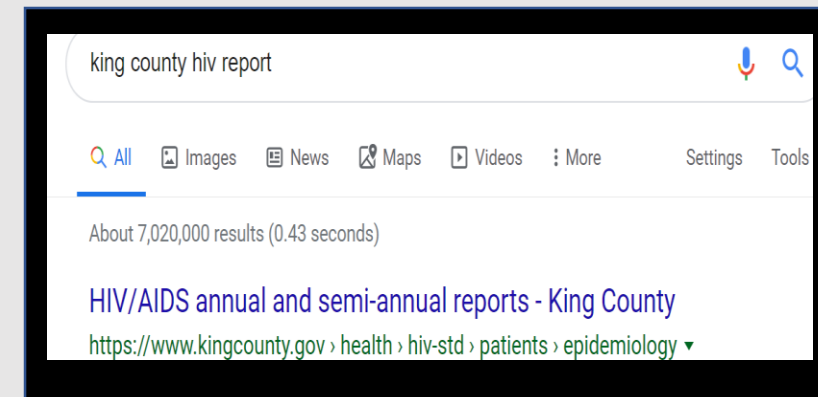 king county hiv report
All Images News Maps Videos More Settings Tools
About 7,020,000 results (0.43 seconds)
HIV/AIDS annual and semi-annual reports - King County
https://www.kingcounty.gov › health › hiv-std › patients › epidemiology